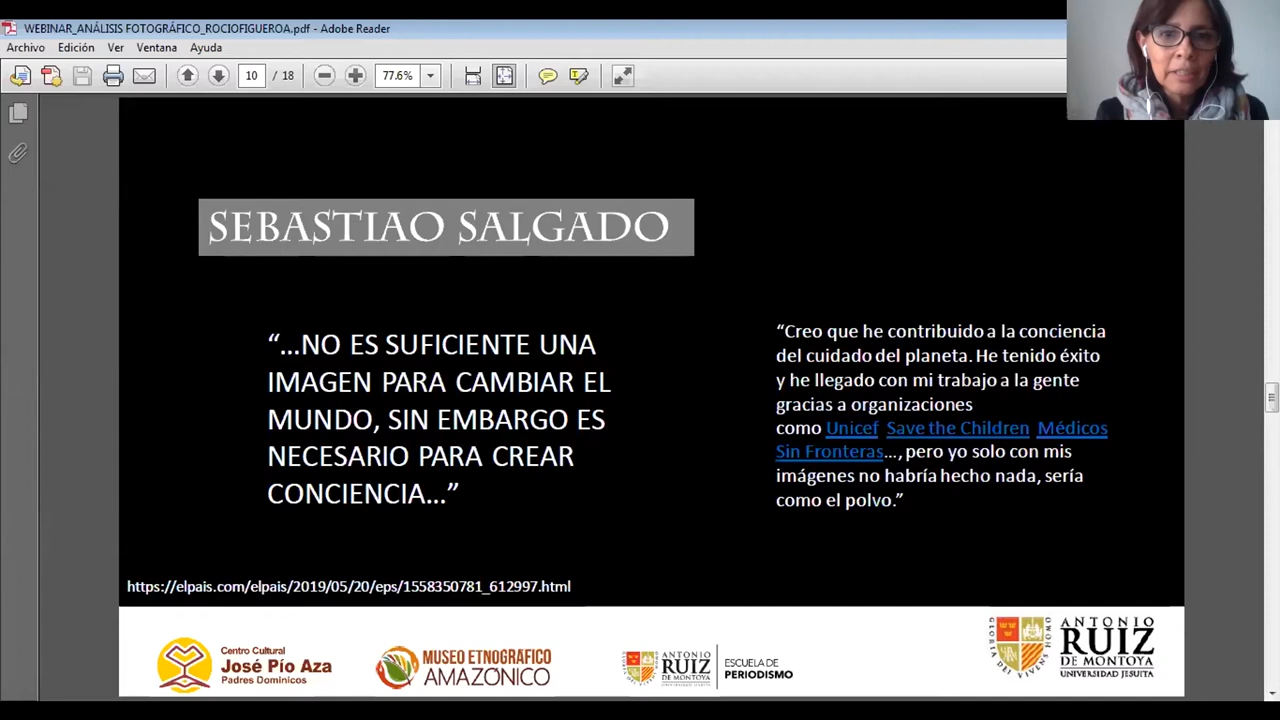 WEBINAR_ANÁLISIS FOTOGRÁFICO_ROCIOFIGUEROA.pdf - Adobe Reader
Archivo Edición Ver Ventana Ayuda
10 / 18 77.6%
SEBASTIAO SALGADO
“…NO ES SUFICIENTE UNA
IMAGEN PARA CAMBIAR EL
MUNDO, SIN EMBARGO ES
NECESARIO PARA CREAR
CONCIENCIA…”
“Creo que he contribuido a la conciencia
del cuidado del planeta. He tenido éxito
y he llegado con mi trabajo a la gente
gracias a organizaciones
como Unicef Save the Children Médicos
Sin Fronteras…, pero yo solo con mis
imágenes no habría hecho nada, sería
como el polvo.”
https://elpais.com/elpais/2019/05/20/eps/1558350781_612997.html
Centro Cultural
José Pío Aza
Padres Dominicos
MUSEO ETNOGRÁFICO
AMAZÓNICO
ANTONIO
RUIZ
DE MONTOYA
UNIVERSIDAD JESUITA
ESCUELA DE
PERIODISMO
ANTONIO
RUIZ
DE MONTOYA
UNIVERSIDAD JESUITA